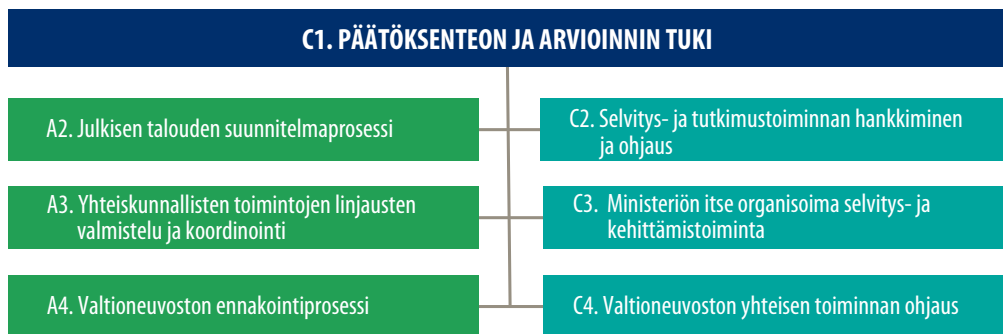 C1. PÄÄTÖKSENTEON JA ARVIOINNIN TUKI
A2. Julkisen talouden suunnitelmaprosessi
C2. Selvitys- ja tutkimustoiminnan hankkiminen
ja ohjaus
A3. Yhteiskunnallisten toimintojen linjausten
valmistelu ja koordinointi
C3. Ministeriön itse organisoima selvitys- ja
kehittämistoiminta
A4. Valtioneuvoston ennakointiprosessi
C4. Valtioneuvoston yhteisen toiminnan ohjaus